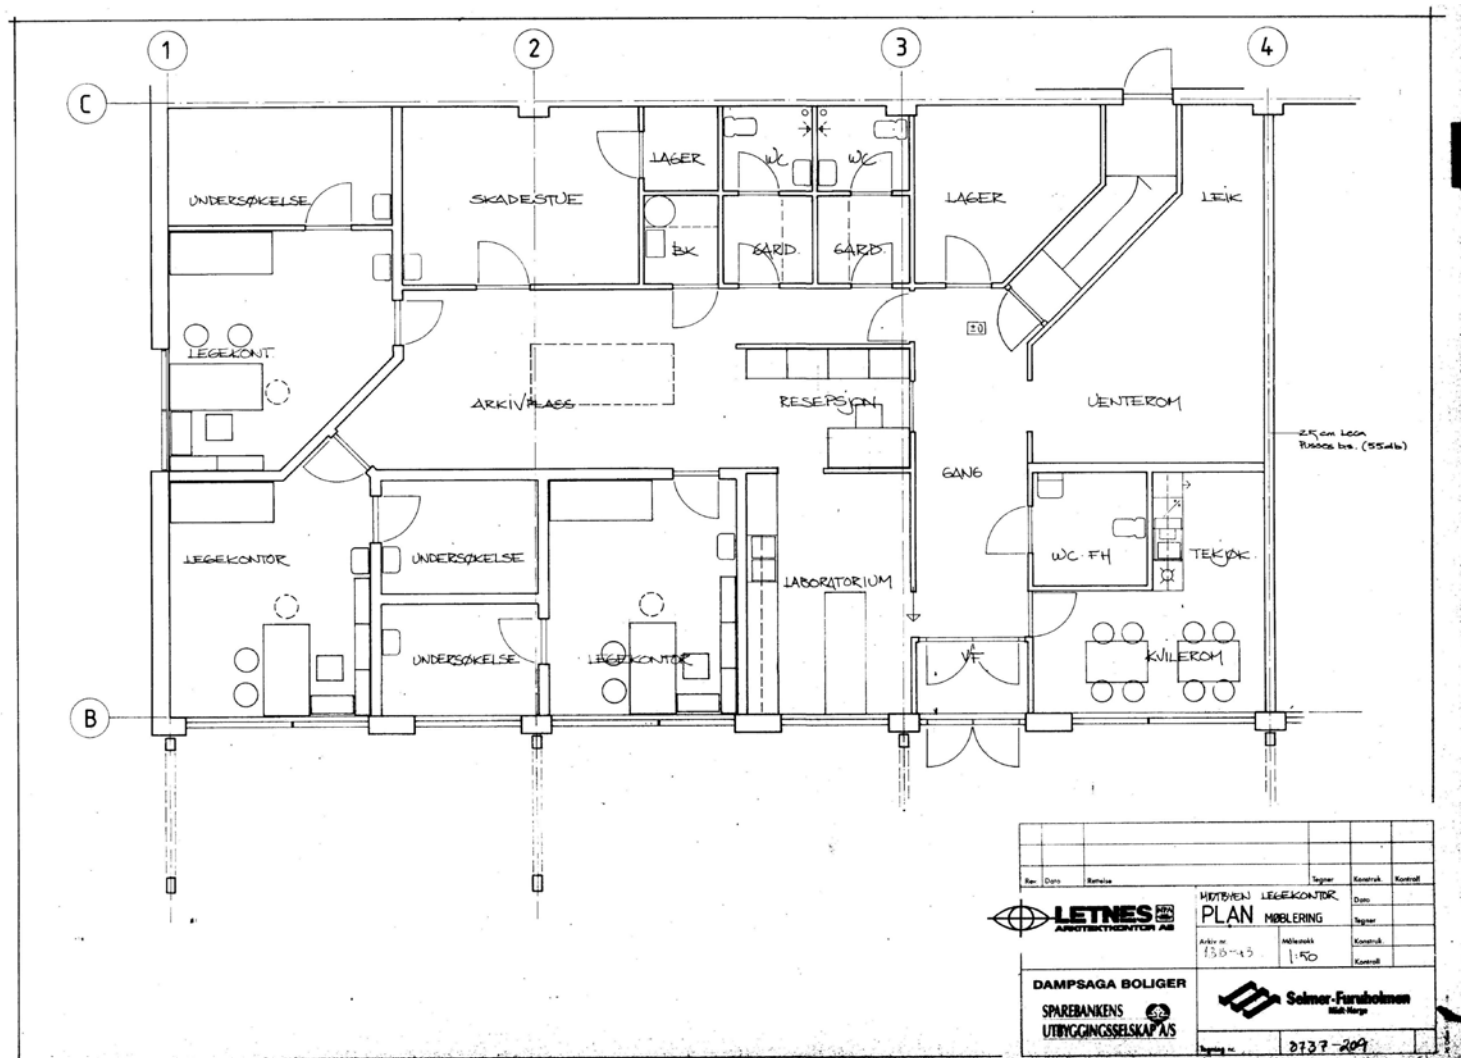 1
2
3
4
C
B
UNDERSØKELSE
SKADESTUE
LAGER
WC
WC
LAGER
LEIK
BK
GARD.
GARD.
±0
LEGEKONT.
ARKIVPLASS
RESEPSJON
VENTEROM
25 cm Leca
(55db)
GANG
LEGEKONTOR
UNDERSØKELSE
LABORATORIUM
WC-FH
TEKJØK.
UNDERSØKELSE
LEGEKONTOR
VF.
KVILEROM
Rev. Dato Rettelse Tegner Konstruk. Kontroll
LETNES
ARKITEKTKONTOR AS
MIDTBYEN LEGEKONTOR
PLAN MØBLERING
Dato
Tegner
Arkiv nr.
Målestokk
1:50
Konstruk.
Kontroll
DAMPSAGA BOLIGER
SPAREBANKENS
UTBYGGINGSSELSKAP A/S
Selmer-Furuholmen
Midt-Norge
Tegning nr.
8737-209